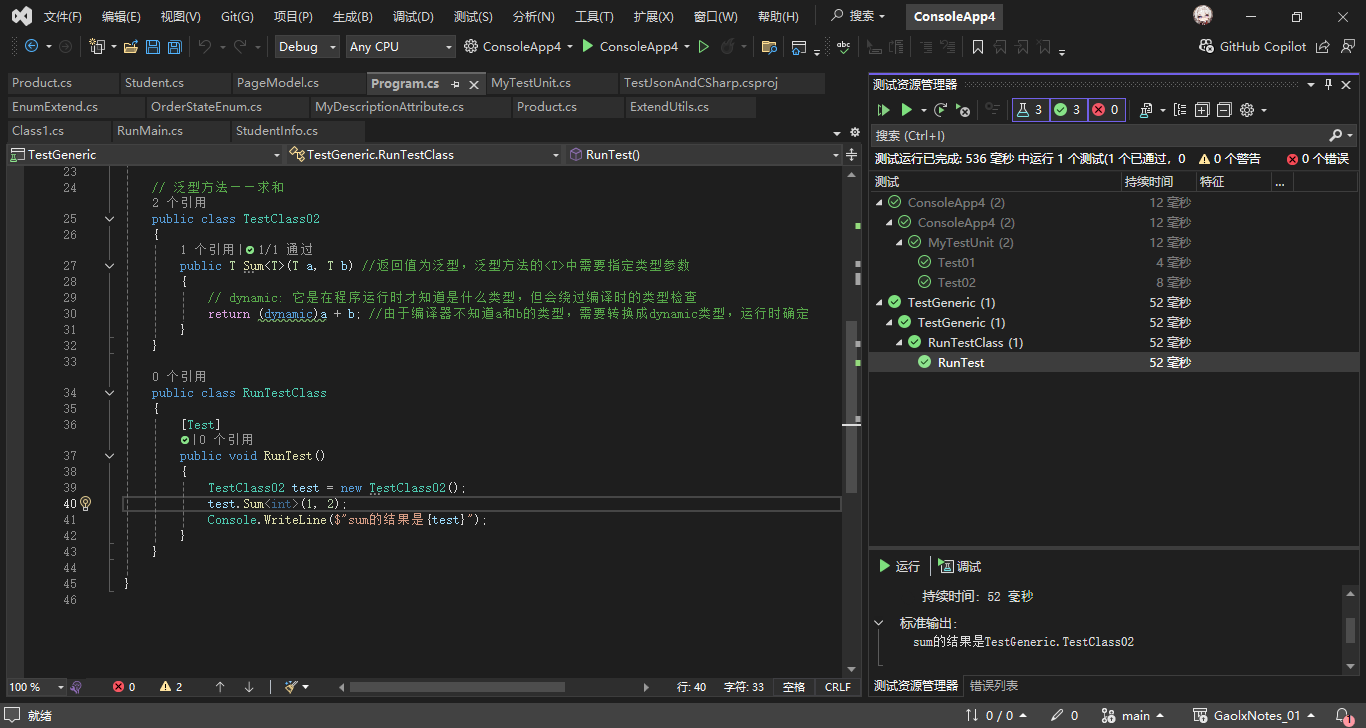 文件(F) 编辑(E) 视图(V) Git(G) 项目(P) 生成(B) 调试(D) 测试(S) 分析(N) 工具(T) 扩展(X) 窗口(W) 帮助(H) 搜索 ConsoleApp4
Debug Any CPU ConsoleApp4 ConsoleApp4 abc GitHub Copilot
Product.cs Student.cs PageModel.cs Program.cs MyTestUnit.cs TestJsonAndCSharp.csproj
EnumExtend.cs OrderStateEnum.cs MyDescriptionAttribute.cs Product.cs ExtendUtils.cs
Class1.cs RunMain.cs StudentInfo.cs
TestGeneric TestGeneric.RunTestClass RunTest()
23
24 // 泛型方法——求和
2 个引用
25 public class TestClass02
26 {
1 个引用|1/1 通过
27 public T Sum<T>(T a, T b) //返回值为泛型，泛型方法的<T>中需要指定类型参数
28 {
29 // dynamic: 它是在程序运行时才知道是什么类型，但会绕过编译时的类型检查
30 return (dynamic)a + b; //由于编译器不知道a和b的类型，需要转换成dynamic类型，运行时确定
31 }
32 }
33
0 个引用
34 public class RunTestClass
35 {
36 [Test]
|0 个引用
37 public void RunTest()
38 {
39 TestClass02 test = new TestClass02();
40 test.Sum<int>(1, 2);
41 Console.WriteLine($"sum的结果是{test}");
42 }
43 }
44
45 }
46
100 % 0 2 行: 40 字符: 33 空格 CRLF
测试资源管理器
3 3 0
搜索 (Ctrl+I)
测试运行已完成: 536 毫秒 中运行 1 个测试(1 个已通过，0 0 个警告 0 个错误
测试 持续时间 特征 ...
ConsoleApp4 (2) 12 毫秒
ConsoleApp4 (2) 12 毫秒
MyTestUnit (2) 12 毫秒
Test01 4 毫秒
Test02 8 毫秒
TestGeneric (1) 52 毫秒
TestGeneric (1) 52 毫秒
RunTestClass (1) 52 毫秒
RunTest 52 毫秒
运行 调试
持续时间: 52 毫秒
标准输出:
sum的结果是TestGeneric.TestClass02
测试资源管理器 错误列表
就绪 0 / 0 0 main GaolxNotes_01 1